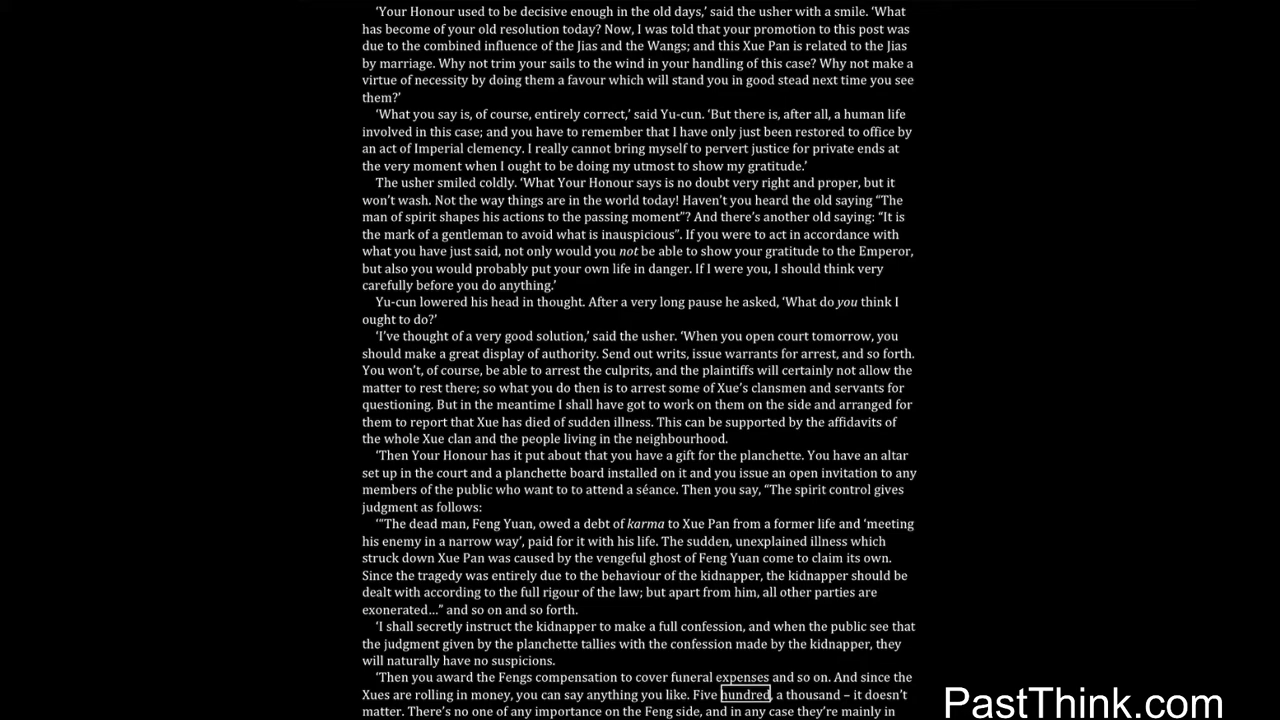 ‘Your Honour used to be decisive enough in the old days,’ said the usher with a smile. ‘What
has become of your old resolution today? Now, I was told that your promotion to this post was
due to the combined influence of the Jias and the Wangs; and this Xue Pan is related to the Jias
by marriage. Why not trim your sails to the wind in your handling of this case? Why not make a
virtue of necessity by doing them a favour which will stand you in good stead next time you see
them?’
‘What you say is, of course, entirely correct,’ said Yu-cun. ‘But there is, after all, a human life
involved in this case; and you have to remember that I have only just been restored to office by
an act of Imperial clemency. I really cannot bring myself to pervert justice for private ends at
the very moment when I ought to be doing my utmost to show my gratitude.’
The usher smiled coldly. ‘What Your Honour says is no doubt very right and proper, but it
won’t wash. Not the way things are in the world today! Haven’t you heard the old saying “The
man of spirit shapes his actions to the passing moment”? And there’s another old saying: “It is
the mark of a gentleman to avoid what is inauspicious”. If you were to act in accordance with
what you have just said, not only would you not be able to show your gratitude to the Emperor,
but also you would probably put your own life in danger. If I were you, I should think very
carefully before you do anything.’
Yu-cun lowered his head in thought. After a very long pause he asked, ‘What do you think I
ought to do?’
‘I’ve thought of a very good solution,’ said the usher. ‘When you open court tomorrow, you
should make a great display of authority. Send out writs, issue warrants for arrest, and so forth.
You won’t, of course, be able to arrest the culprits, and the plaintiffs will certainly not allow the
matter to rest there; so what you do then is to arrest some of Xue’s clansmen and servants for
questioning. But in the meantime I shall have got to work on them on the side and arranged for
them to report that Xue has died of sudden illness. This can be supported by the affidavits of
the whole Xue clan and the people living in the neighbourhood.
‘Then Your Honour has it put about that you have a gift for the planchette. You have an altar
set up in the court and a planchette board installed on it and you issue an open invitation to any
members of the public who want to to attend a séance. Then you say, “The spirit control gives
judgment as follows:
‘“The dead man, Feng Yuan, owed a debt of karma to Xue Pan from a former life and ‘meeting
his enemy in a narrow way’, paid for it with his life. The sudden, unexplained illness which
struck down Xue Pan was caused by the vengeful ghost of Feng Yuan come to claim its own.
Since the tragedy was entirely due to the behaviour of the kidnapper, the kidnapper should be
dealt with according to the full rigour of the law; but apart from him, all other parties are
exonerated…” and so on and so forth.
‘I shall secretly instruct the kidnapper to make a full confession, and when the public see that
the judgment given by the planchette tallies with the confession made by the kidnapper, they
will naturally have no suspicions.
‘Then you award the Fengs compensation to cover funeral expenses and so on. And since the
Xues are rolling in money, you can say anything you like. Five hundred, a thousand – it doesn’t
matter. There’s no one of any importance on the Feng side, and in any case they’re mainly in
PastThink.com